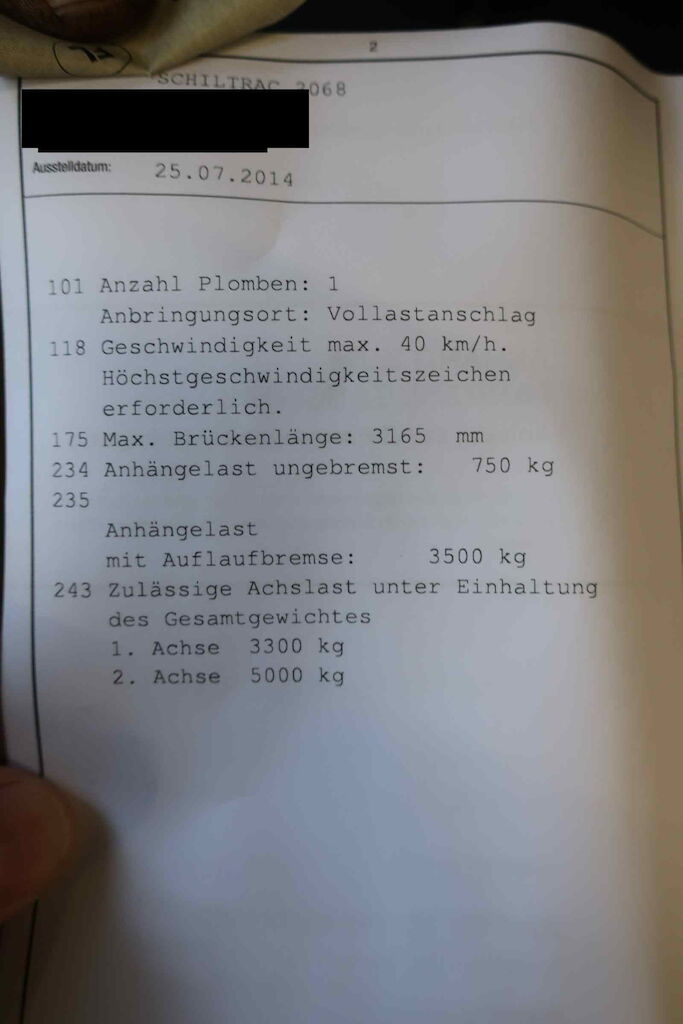 2
SCHILTRAC 2068
Ausstelldatum: 25.07.2014
101 Anzahl Plomben: 1
Anbringungsort: Vollastanschlag
118 Geschwindigkeit max. 40 km/h.
Höchstgeschwindigkeitszeichen
erforderlich.
175 Max. Brückenlänge: 3165 mm
234 Anhängelast ungebremst: 750 kg
235
Anhängelast
mit Auflaufbremse: 3500 kg
243 Zulässige Achslast unter Einhaltung
des Gesamtgewichtes
1. Achse 3300 kg
2. Achse 5000 kg